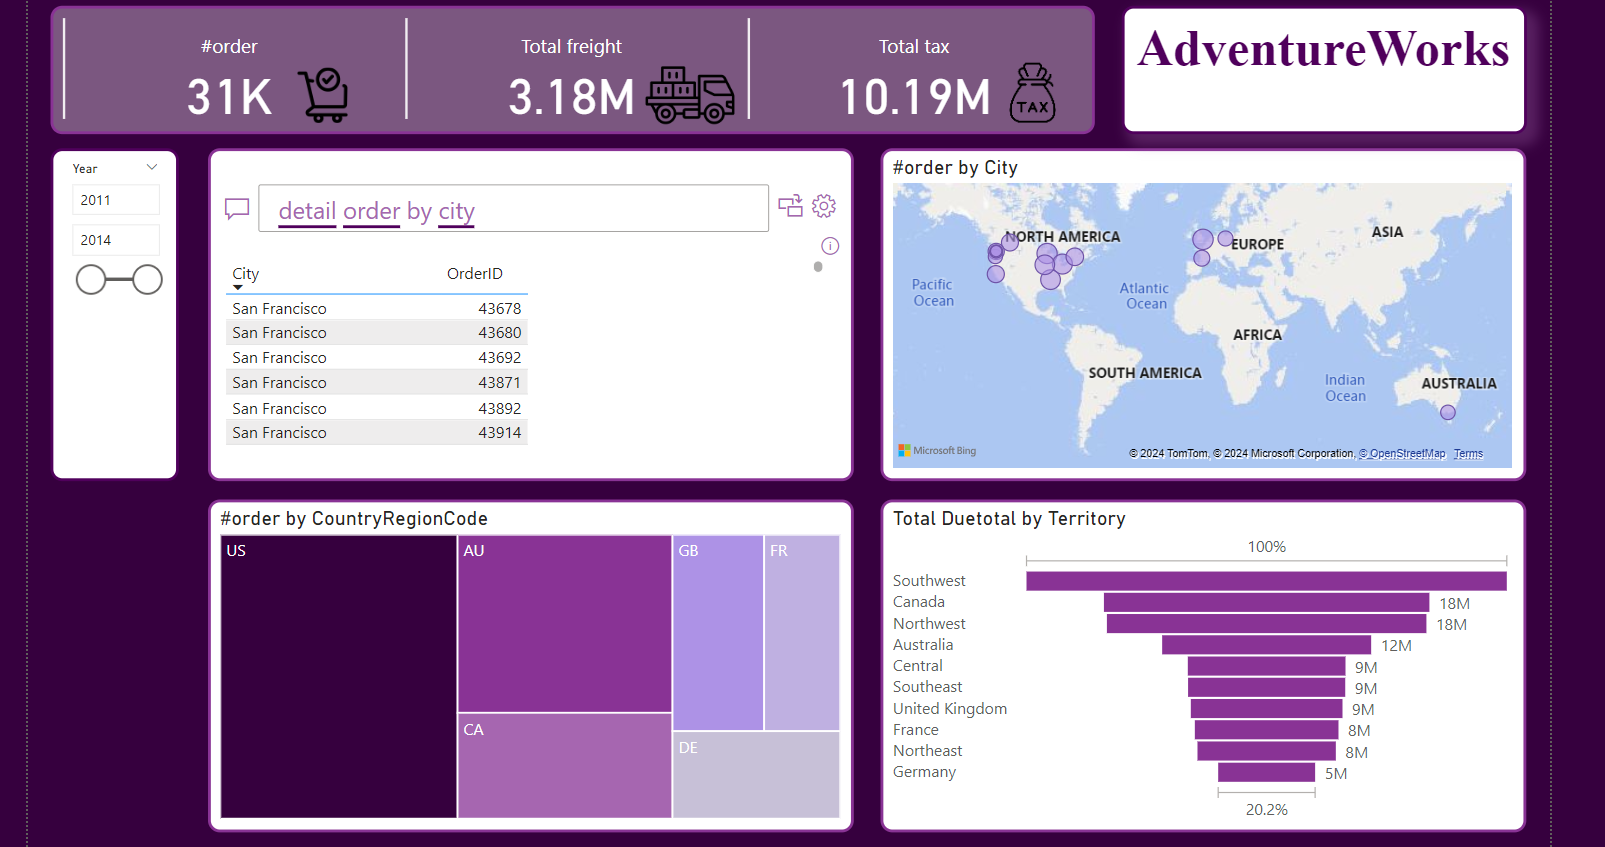 #order
31K
Total freight
3.18M
Total tax
10.19M
TAX
AdventureWorks
Year
2011
2014
detail order by city
City OrderID
San Francisco 43678
San Francisco 43680
San Francisco 43692
San Francisco 43871
San Francisco 43892
San Francisco 43914
#order by City
NORTH AMERICA
EUROPE
ASIA
Pacific
Ocean
Atlantic
Ocean
AFRICA
SOUTH AMERICA
Indian
Ocean
AUSTRALIA
Microsoft Bing
© 2024 TomTom, © 2024 Microsoft Corporation, © OpenStreetMap Terms
#order by CountryRegionCode
US
AU
GB
FR
CA
DE
Total Duetotal by Territory
100%
Southwest
Canada 18M
Northwest 18M
Australia 12M
Central 9M
Southeast 9M
United Kingdom 9M
France 8M
Northeast 8M
Germany 5M
20.2%